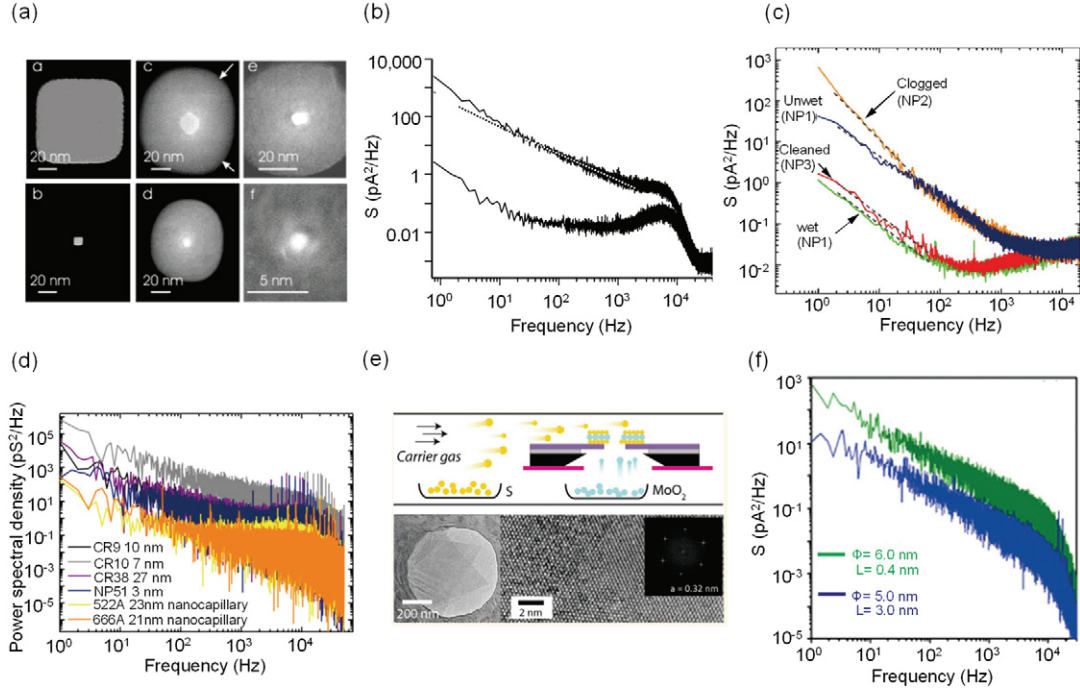 (a)
a
20 nm
c
20 nm
e
20 nm
b
20 nm
d
20 nm
f
5 nm
(b)
S (pA²/Hz)
10,000
100
1
0.01
10⁰ 10¹ 10² 10³ 10⁴
Frequency (Hz)
(c)
S (pA²/Hz)
10³
10²
10¹
10⁰
10⁻¹
10⁻²
Clogged
(NP2)
Unwet
(NP1)
Cleaned
(NP3)
wet
(NP1)
10⁰ 10¹ 10² 10³ 10⁴
Frequency (Hz)
(d)
Power spectral density (pS²/Hz)
10⁵
10³
10¹
10⁻¹
10⁻³
10⁻⁵
CR9 10 nm
CR10 7 nm
CR38 27 nm
NP51 3 nm
522A 23nm nanocapillary
666A 21nm nanocapillary
10⁰ 10¹ 10² 10³ 10⁴
Frequency (Hz)
(e)
Carrier gas
S
MoO₂
200 nm
2 nm
a = 0.32 nm
(f)
S (pA²/Hz)
10³
10¹
10⁻¹
10⁻³
10⁻⁵
Φ= 6.0 nm
L= 0.4 nm
Φ= 5.0 nm
L= 3.0 nm
10⁰ 10¹ 10² 10³ 10⁴
Frequency (Hz)